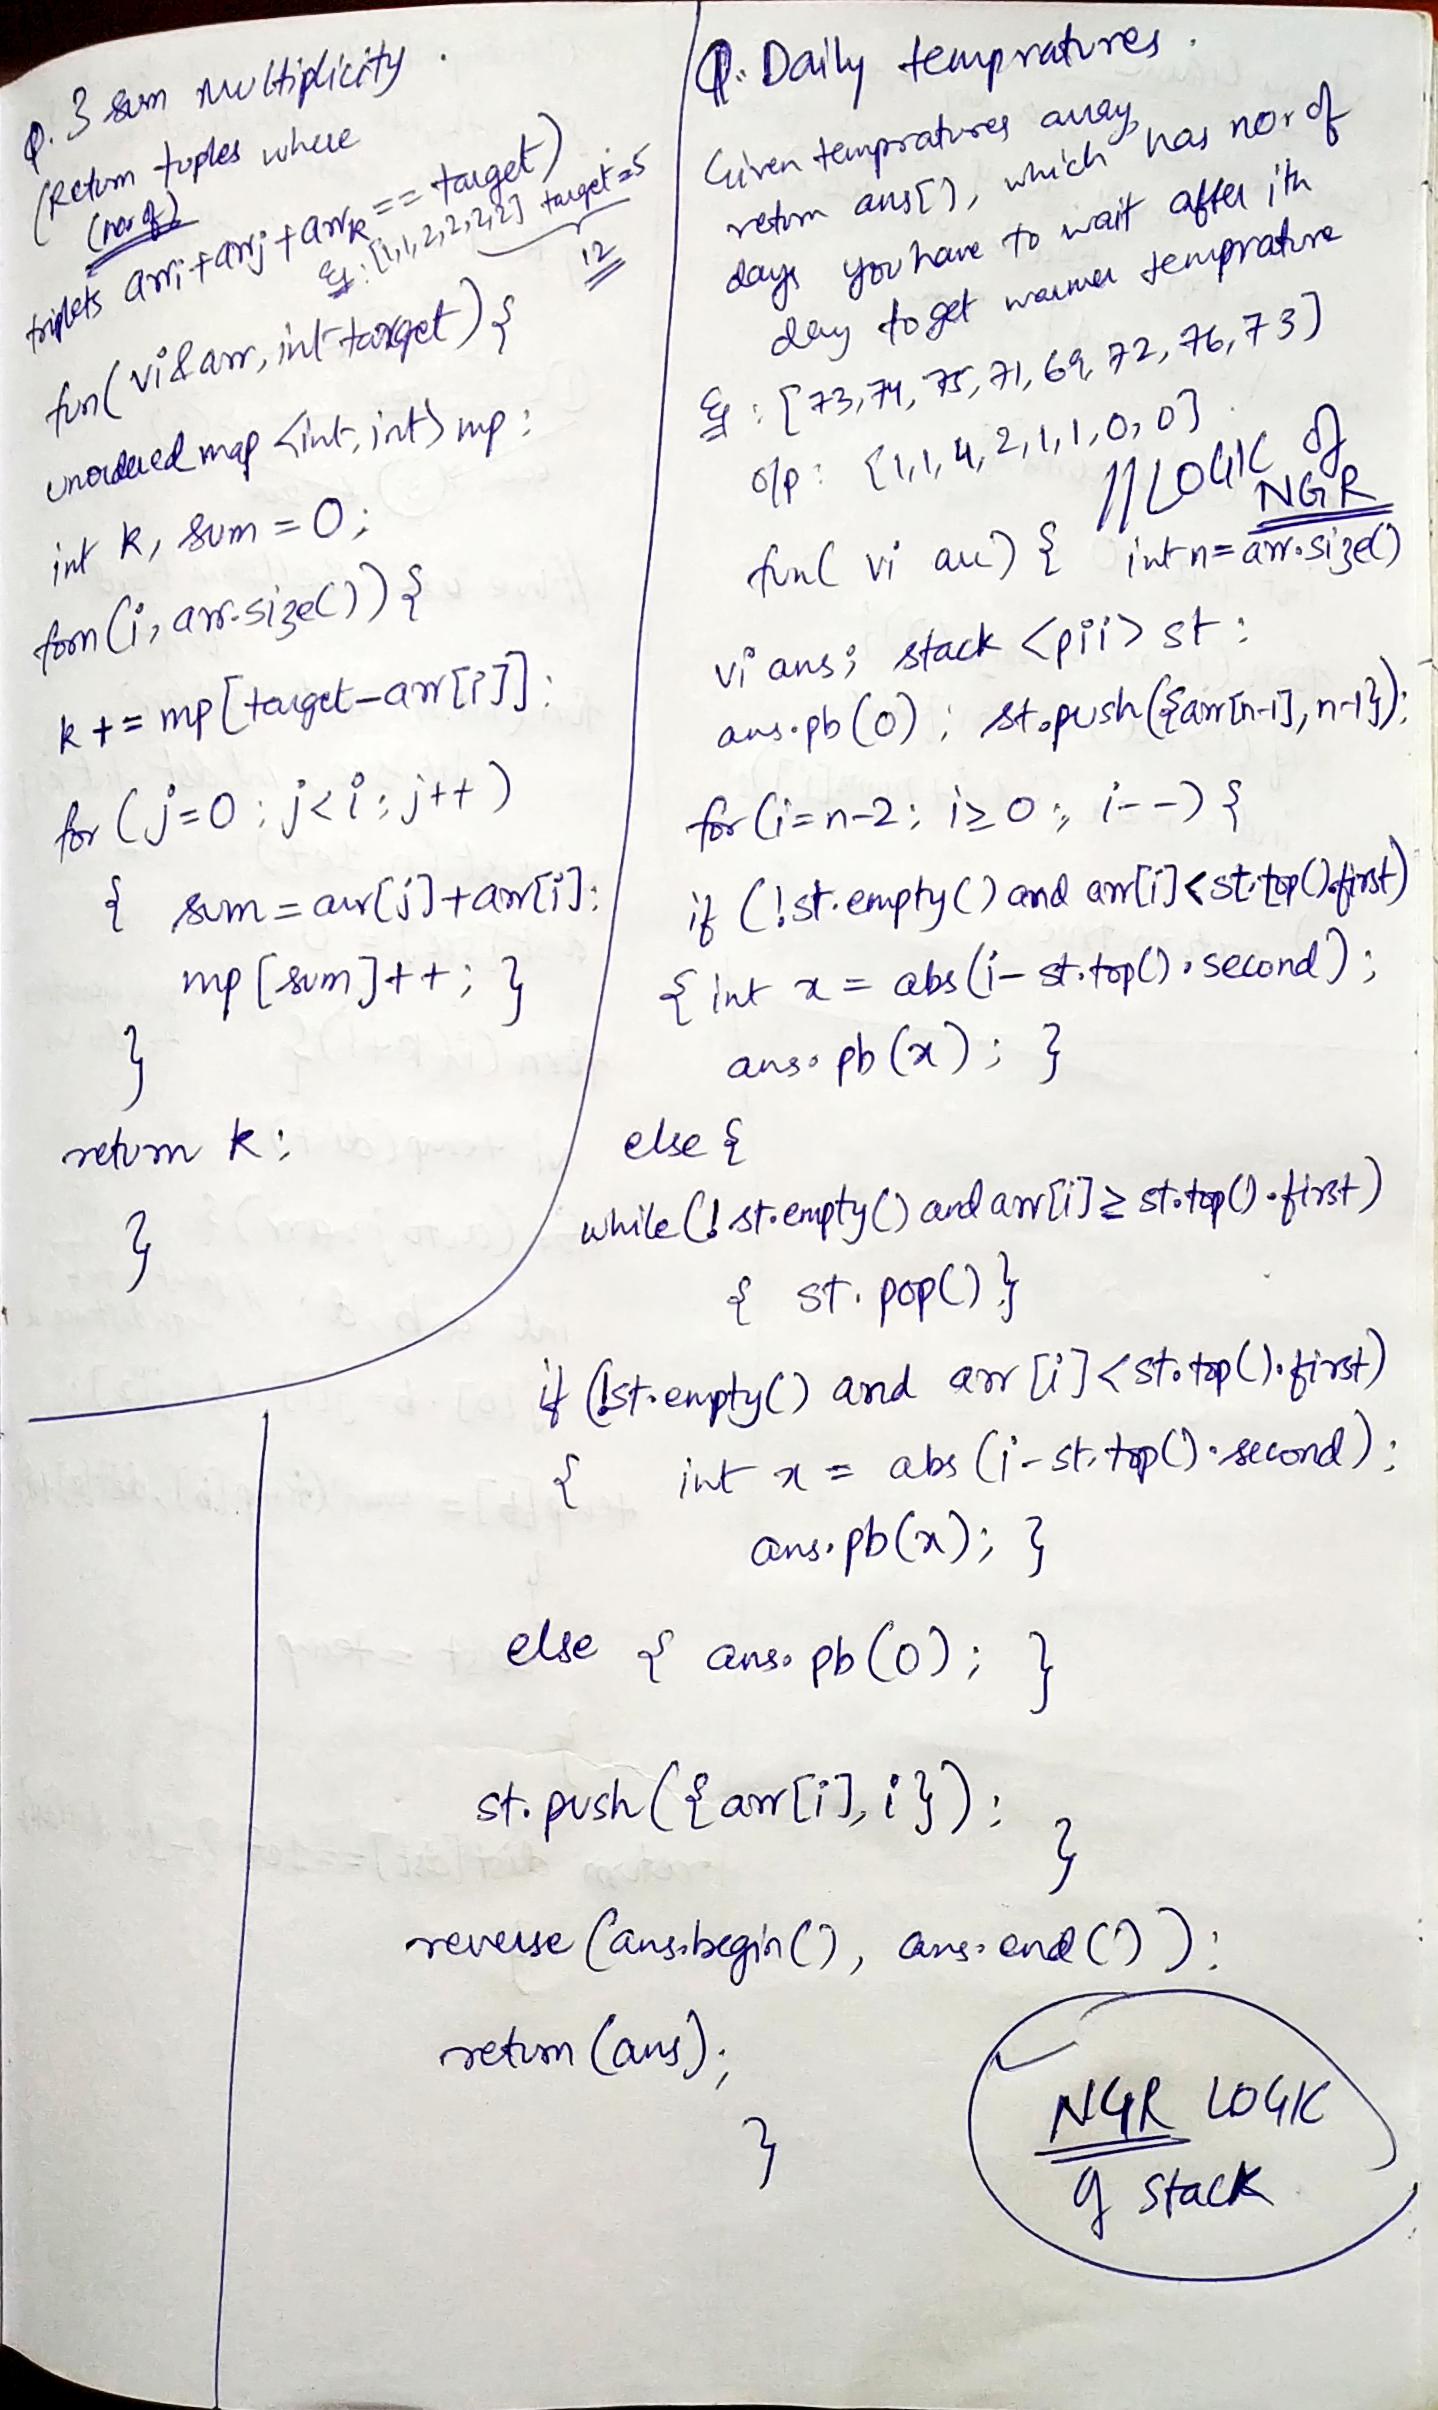 Q. 3 sum multiplicity.
(Return tuples where
(nor of)
triplets arri + arrj + arrk == target)
Eg: [1,1,2,2,2,2] target = 5
12
fun(vi & arr, int target) {
unordered map <int, int> mp;
int k, sum = 0;
forn(i, arr.size()) {
k += mp[target-arr[i]];
for (j=0; j<i; j++)
{ sum = arr[j]+arr[i];
mp[sum]++; }
}
return k;
}
Q. Daily tempratures.
Given tempratures array,
return ans[], which has nor of
days you have to wait after ith
day to get warmer temprature
Eg: [73,74,75,71,69,72,76,73]
o/p: [1,1,4,2,1,1,0,0]
//LOGIC of
NGR
fun( vi arr) { int n = arr.size()
vi ans; stack <pii> st;
ans.pb(0); st.push({arr[n-1], n-1});
for(i=n-2; i≥0; i--) {
if (!st.empty() and arr[i]<st.top().first)
{ int x = abs(i-st.top().second);
ans.pb(x); }
else {
while(!st.empty() and arr[i]≥st.top().first)
{ st.pop() }
if (!st.empty() and arr[i]<st.top().first)
{ int x = abs(i-st.top().second);
ans.pb(x); }
else { ans.pb(0); }
st.push({arr[i], i}); }
reverse(ans.begin(), ans.end());
return(ans);
}
NGR LOGIC
of stack